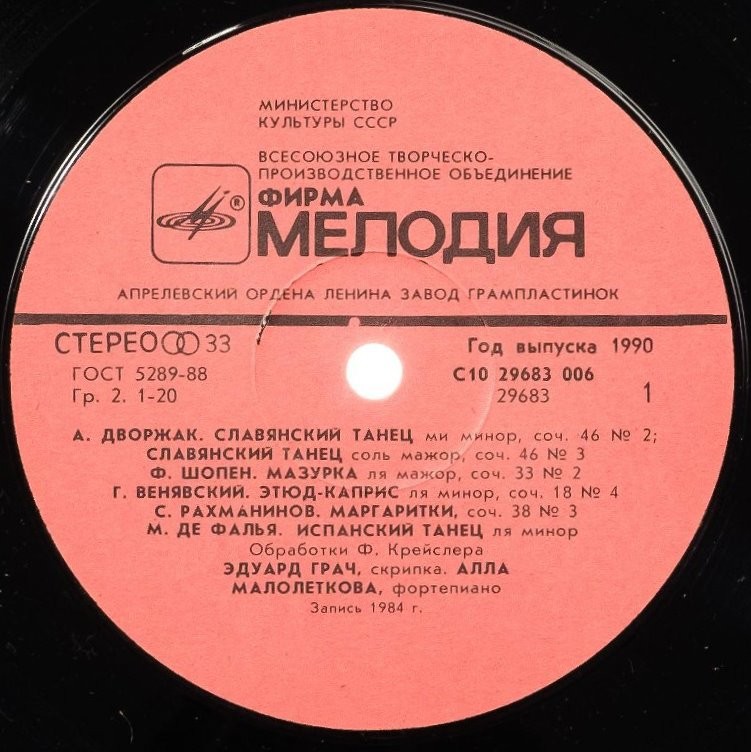 МИНИСТЕРСТВО
КУЛЬТУРЫ СССР
ВСЕСОЮЗНОЕ ТВОРЧЕСКО-
ПРОИЗВОДСТВЕННОЕ ОБЪЕДИНЕНИЕ
® ФИРМА
МЕЛОДИЯ
АПРЕЛЕВСКИЙ ОРДЕНА ЛЕНИНА ЗАВОД ГРАМПЛАСТИНОК
СТЕРЕО 33
Год выпуска 1990
ГОСТ 5289-88
С10 29683 006
Гр. 2. 1-20
29683 1
А. ДВОРЖАК. СЛАВЯНСКИЙ ТАНЕЦ ми минор, соч. 46 № 2;
СЛАВЯНСКИЙ ТАНЕЦ соль мажор, соч. 46 № 3
Ф. ШОПЕН. МАЗУРКА ля мажор, соч. 33 № 2
Г. ВЕНЯВСКИЙ. ЭТЮД-КАПРИС ля минор, соч. 18 № 4
С. РАХМАНИНОВ. МАРГАРИТКИ, соч. 38 № 3
М. ДЕ ФАЛЬЯ. ИСПАНСКИЙ ТАНЕЦ ля минор
Обработки Ф. Крейслера
ЭДУАРД ГРАЧ, скрипка. АЛЛА
МАЛОЛЕТКОВА, фортепиано
Запись 1984 г.